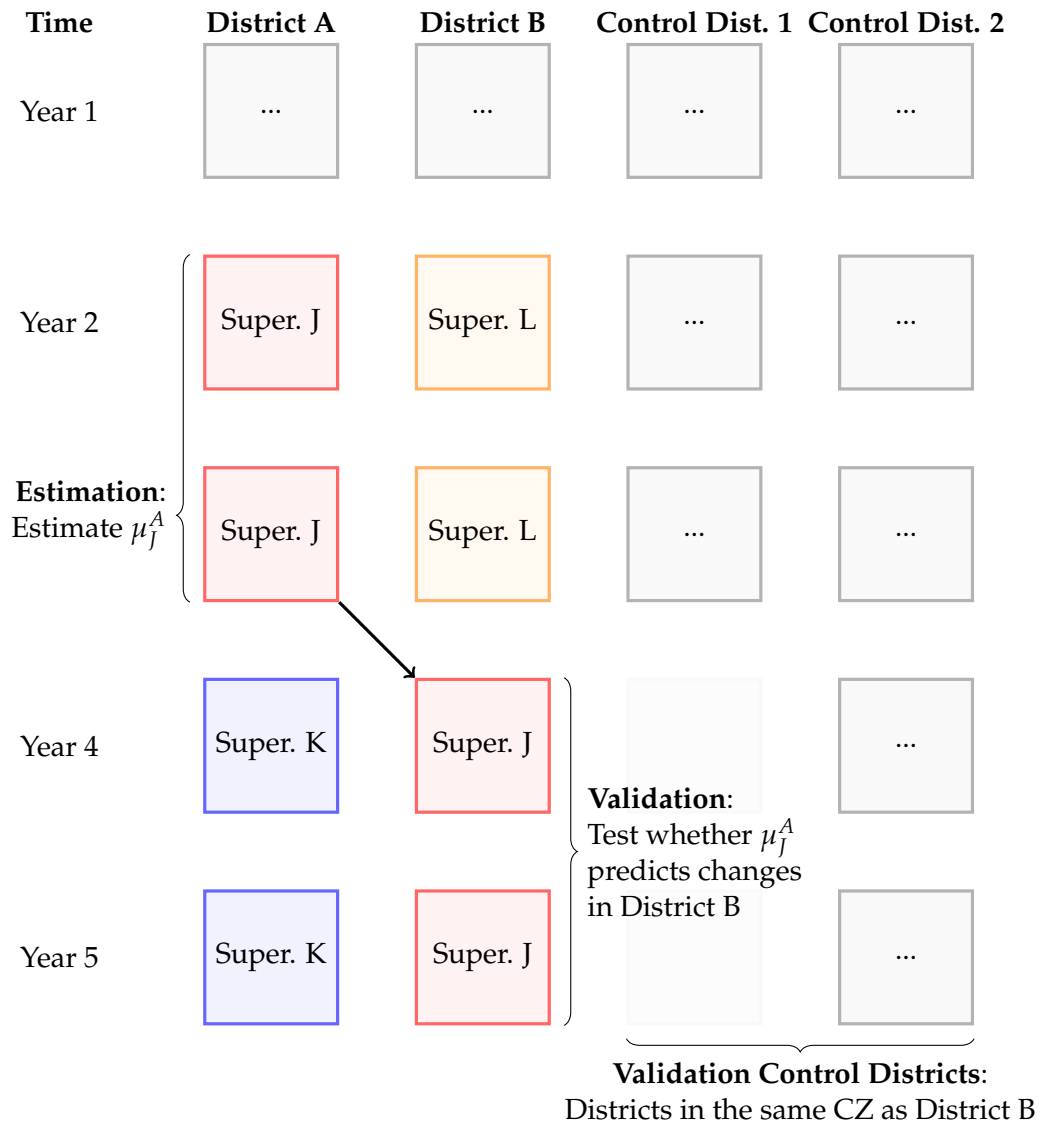 Time District A District B Control Dist. 1 Control Dist. 2
Year 1 ... ... ... ...
Year 2 Super. J Super. L ... ...
Estimation:
Estimate μ_J^A Super. J Super. L ... ...
Year 4 Super. K Super. J ...
Validation:
Test whether μ_J^A
predicts changes
in District B
Year 5 Super. K Super. J ...
Validation Control Districts:
Districts in the same CZ as District B